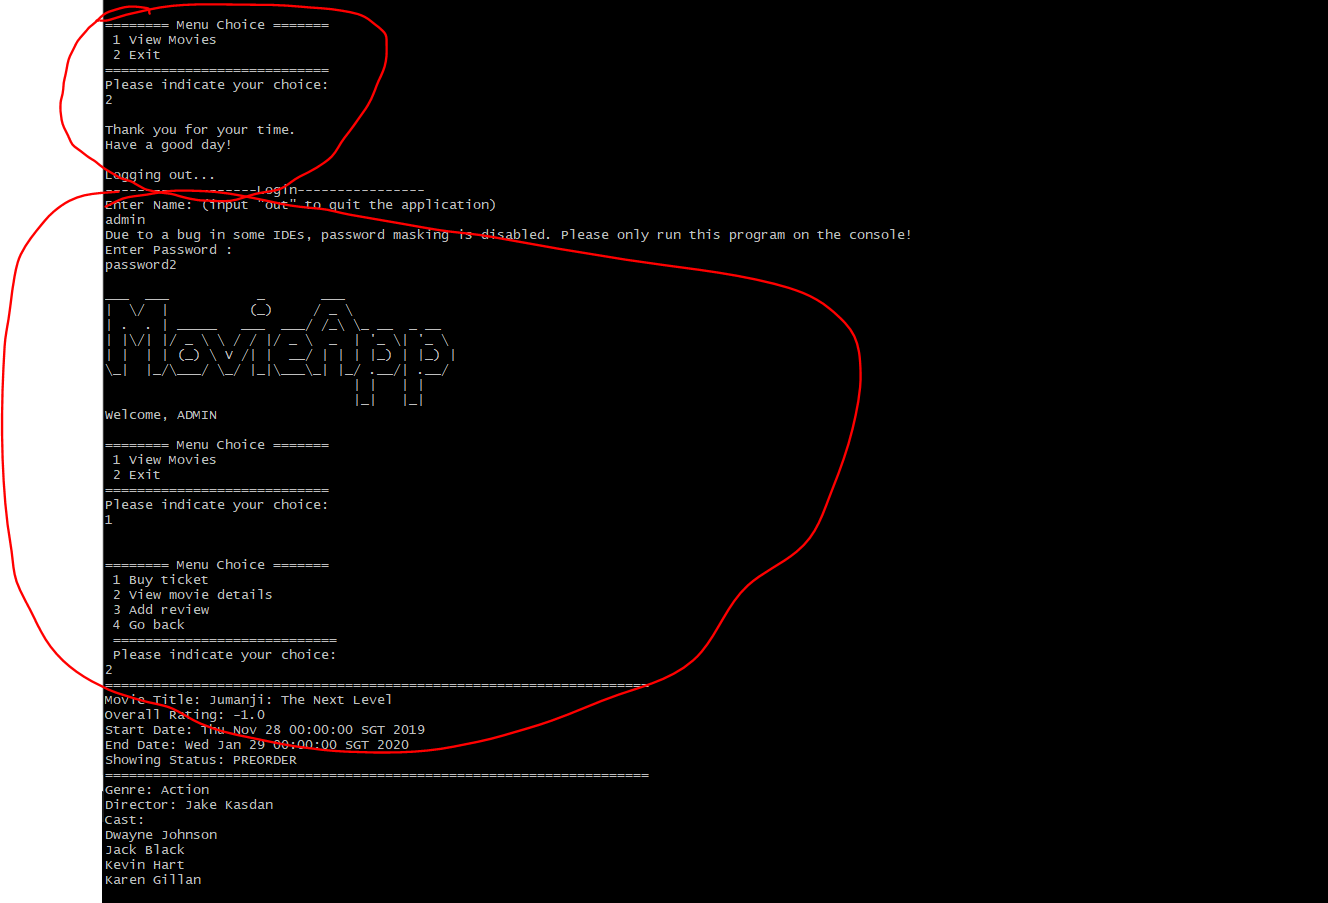 ======== Menu Choice =======
 1 View Movies
 2 Exit
============================
Please indicate your choice:
2

Thank you for your time.
Have a good day!

Logging out...
-------------------Login----------------
Enter Name: (input "out" to quit the application)
admin
Due to a bug in some IDEs, password masking is disabled. Please only run this program on the console!
Enter Password :
password2

MovieApp
Welcome, ADMIN

======== Menu Choice =======
 1 View Movies
 2 Exit
============================
Please indicate your choice:
1

======== Menu Choice =======
 1 Buy ticket
 2 View movie details
 3 Add review
 4 Go back
 ============================
 Please indicate your choice:
2
====================================================================
Movie Title: Jumanji: The Next Level
Overall Rating: -1.0
Start Date: Thu Nov 28 00:00:00 SGT 2019
End Date: Wed Jan 29 00:00:00 SGT 2020
Showing Status: PREORDER
====================================================================
Genre: Action
Director: Jake Kasdan
Cast:
Dwayne Johnson
Jack Black
Kevin Hart
Karen Gillan